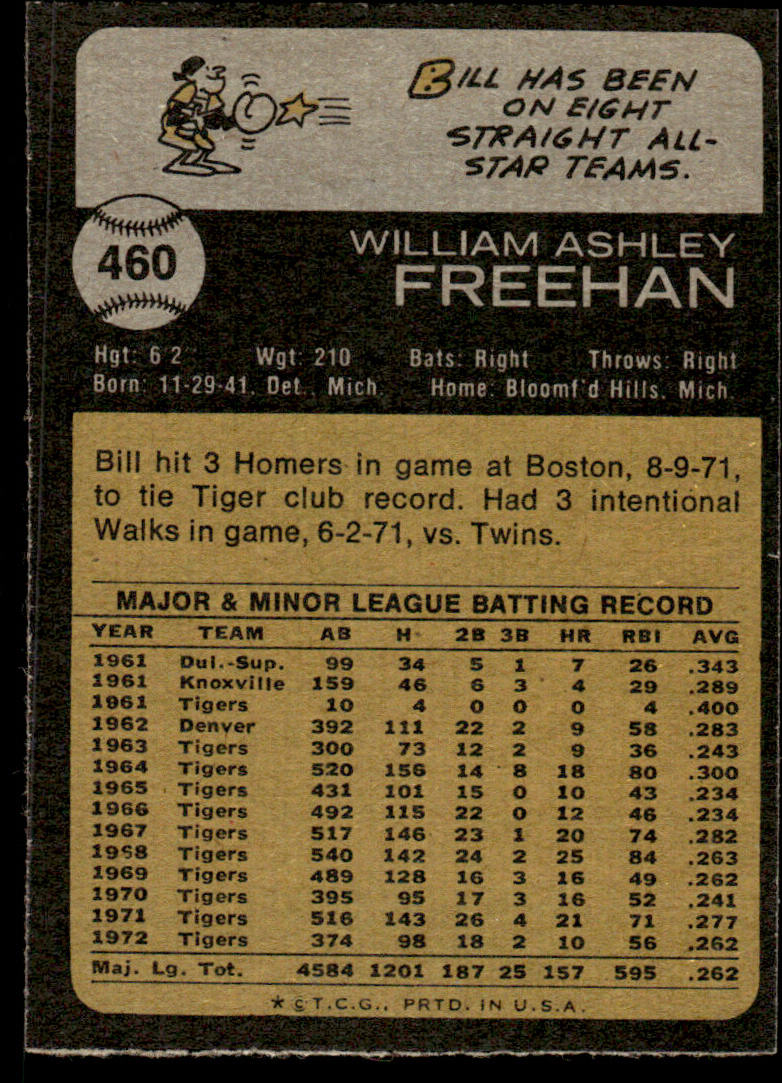 BILL HAS BEEN
ON EIGHT
STRAIGHT ALL-
STAR TEAMS.
460
WILLIAM ASHLEY
FREEHAN
Hgt: 6 2" Wgt: 210 Bats: Right Throws: Right
Born: 11-29-41, Det., Mich. Home: Bloomf'd Hills, Mich.
Bill hit 3 Homers in game at Boston, 8-9-71,
to tie Tiger club record. Had 3 intentional
Walks in game, 6-2-71, vs. Twins.
MAJOR & MINOR LEAGUE BATTING RECORD
YEAR TEAM AB H 2B 3B HR RBI AVG
1961 Dul.-Sup. 99 34 5 1 7 26 .343
1961 Knoxville 159 46 6 3 4 29 .289
1961 Tigers 10 4 0 0 0 4 .400
1962 Denver 392 111 22 2 9 58 .283
1963 Tigers 300 73 12 2 9 36 .243
1964 Tigers 520 156 14 8 18 80 .300
1965 Tigers 431 101 15 0 10 43 .234
1966 Tigers 492 115 22 0 12 46 .234
1967 Tigers 517 146 23 1 20 74 .282
1968 Tigers 540 142 24 2 25 84 .263
1969 Tigers 489 128 16 3 16 49 .262
1970 Tigers 395 95 17 3 16 52 .241
1971 Tigers 516 143 26 4 21 71 .277
1972 Tigers 374 98 18 2 10 56 .262
Maj. Lg. Tot. 4584 1201 187 25 157 595 .262
* © T.C.G., PRTD. IN U.S.A.